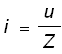 i = u/Z